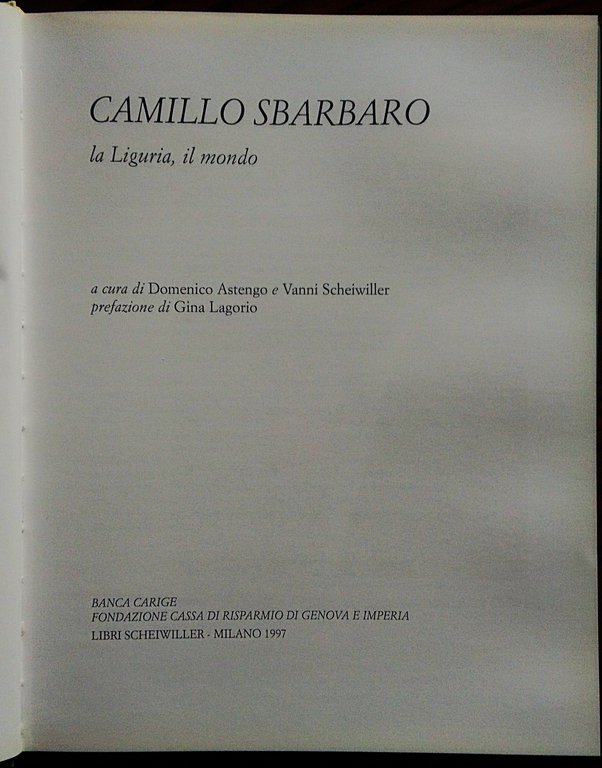 CAMILLO SBARBARO
la Liguria, il mondo
a cura di Domenico Astengo e Vanni Scheiwiller
prefazione di Gina Lagorio
BANCA CARIGE
FONDAZIONE CASSA DI RISPARMIO DI GENOVA E IMPERIA
LIBRI SCHEIWILLER - MILANO 1997